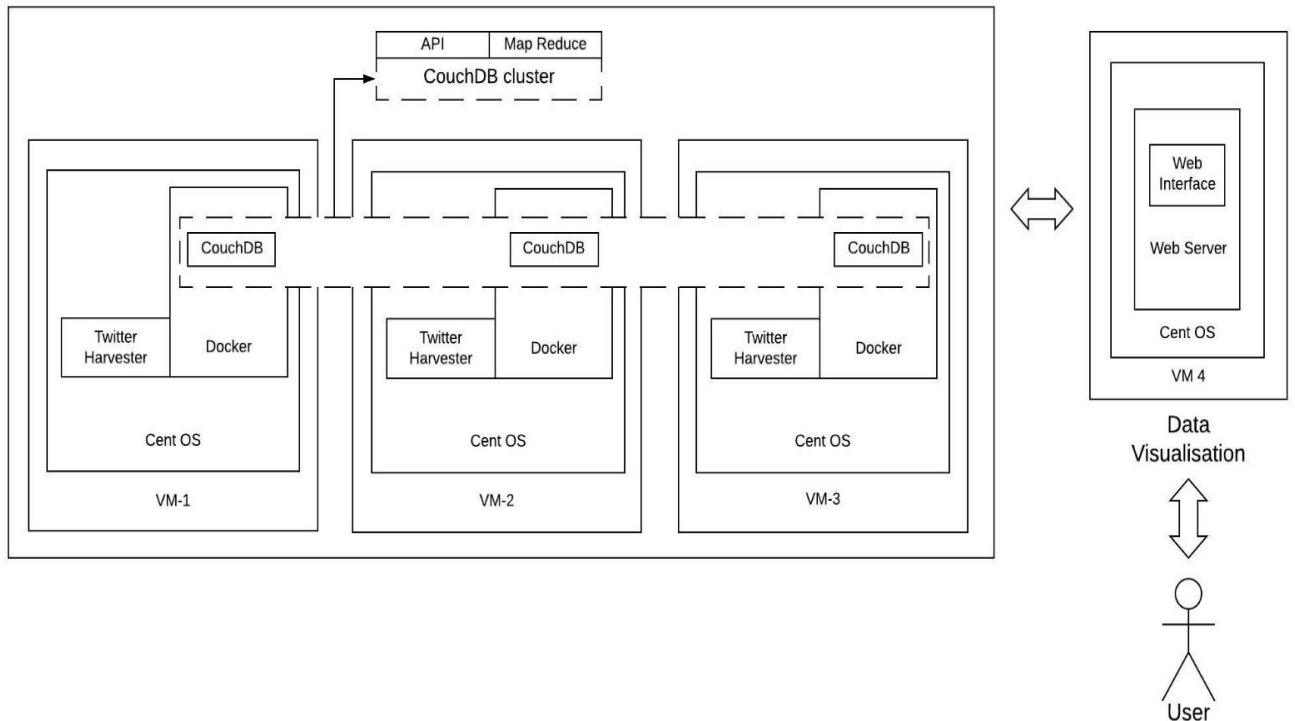 API
Map Reduce
CouchDB cluster
CouchDB
Twitter
Harvester
Docker
Cent OS
VM-1
CouchDB
Twitter
Harvester
Docker
Cent OS
VM-2
CouchDB
Twitter
Harvester
Docker
Cent OS
VM-3
Web
Interface
Web Server
Cent OS
VM 4
Data
Visualisation
User